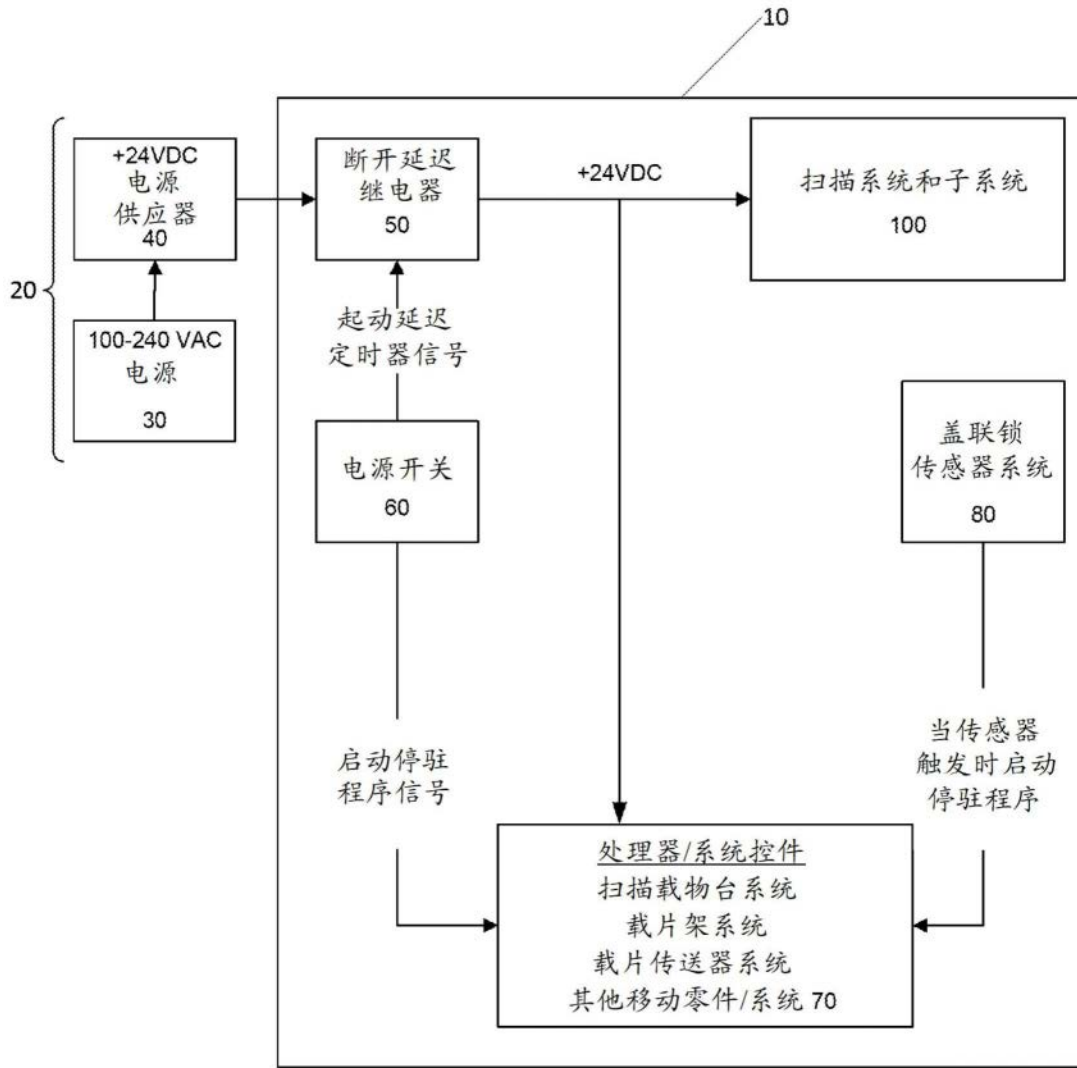 10
+24VDC
电源
供应器
40
断开延迟
继电器
50
+24VDC
扫描系统和子系统
100
20
100-240 VAC
电源
30
起动延迟
定时器信号
电源开关
60
盖联锁
传感器系统
80
启动停驻
程序信号
当传感器
触发时启动
停驻程序
处理器/系统控件
扫描载物台系统
载片架系统
载片传送器系统
其他移动零件/系统 70